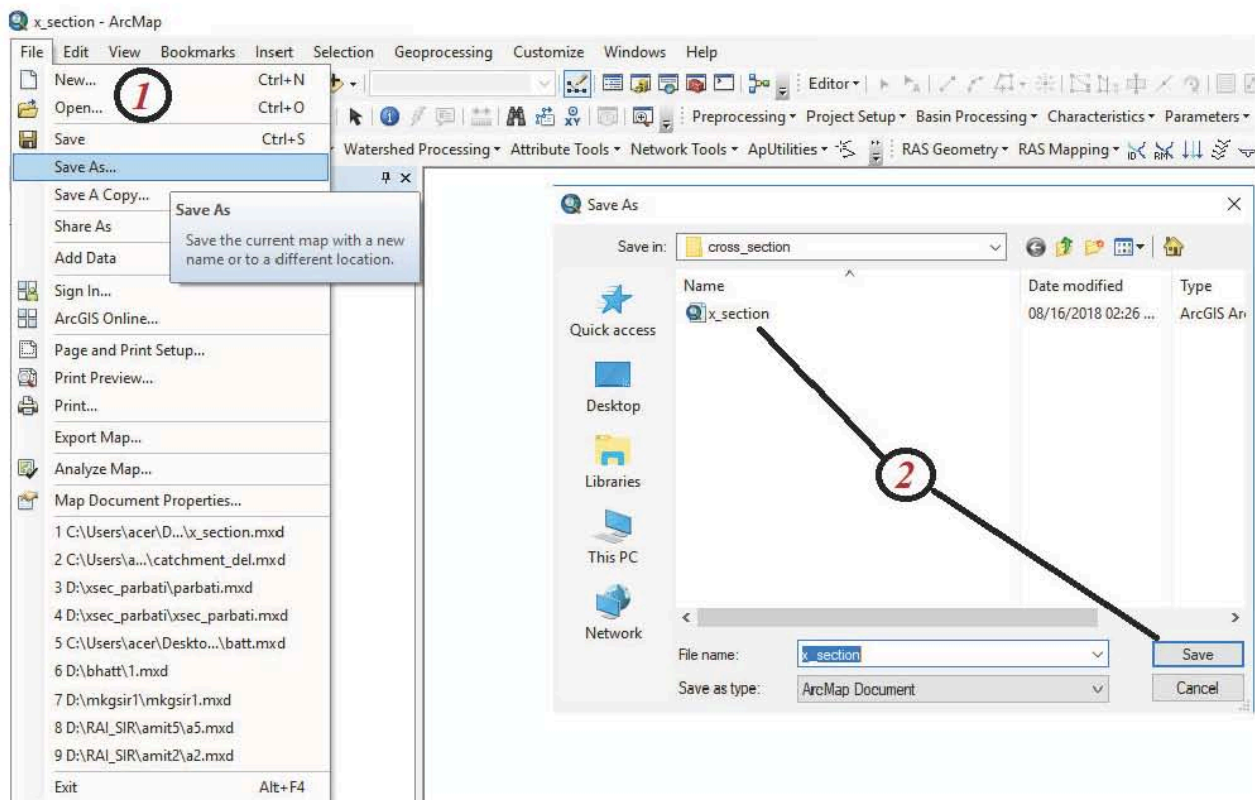 x_section - ArcMap
File Edit View Bookmarks Insert Selection Geoprocessing Customize Windows Help
New... Ctrl+N
1
Open... Ctrl+O
Editor
Save Ctrl+S
Preprocessing Project Setup Basin Processing Characteristics Parameters
Save As...
Watershed Processing Attribute Tools Network Tools ApUtilities RAS Geometry RAS Mapping
Save A Copy...
Save As
Save the current map with a new
name or to a different location.
Share As
Add Data
Sign In...
ArcGIS Online...
Page and Print Setup...
Print Preview...
Print...
Export Map...
Analyze Map...
Map Document Properties...
1 C:\Users\acer\D...\x_section.mxd
2 C:\Users\a...\catchment_del.mxd
3 D:\xsec_parbati\parbati.mxd
4 D:\xsec_parbati\xsec_parbati.mxd
5 C:\Users\acer\Deskto...\batt.mxd
6 D:\bhatt\1.mxd
7 D:\mkgsir1\mkgsir1.mxd
8 D:\RAI_SIR\amit5\a5.mxd
9 D:\RAI_SIR\amit2\a2.mxd
Exit Alt+F4
Save As
Save in: cross_section
Name Date modified Type
x_section 08/16/2018 02:26 ... ArcGIS Ar
Quick access
Desktop
Libraries
This PC
Network
2
File name: x_section Save
Save as type: ArcMap Document Cancel